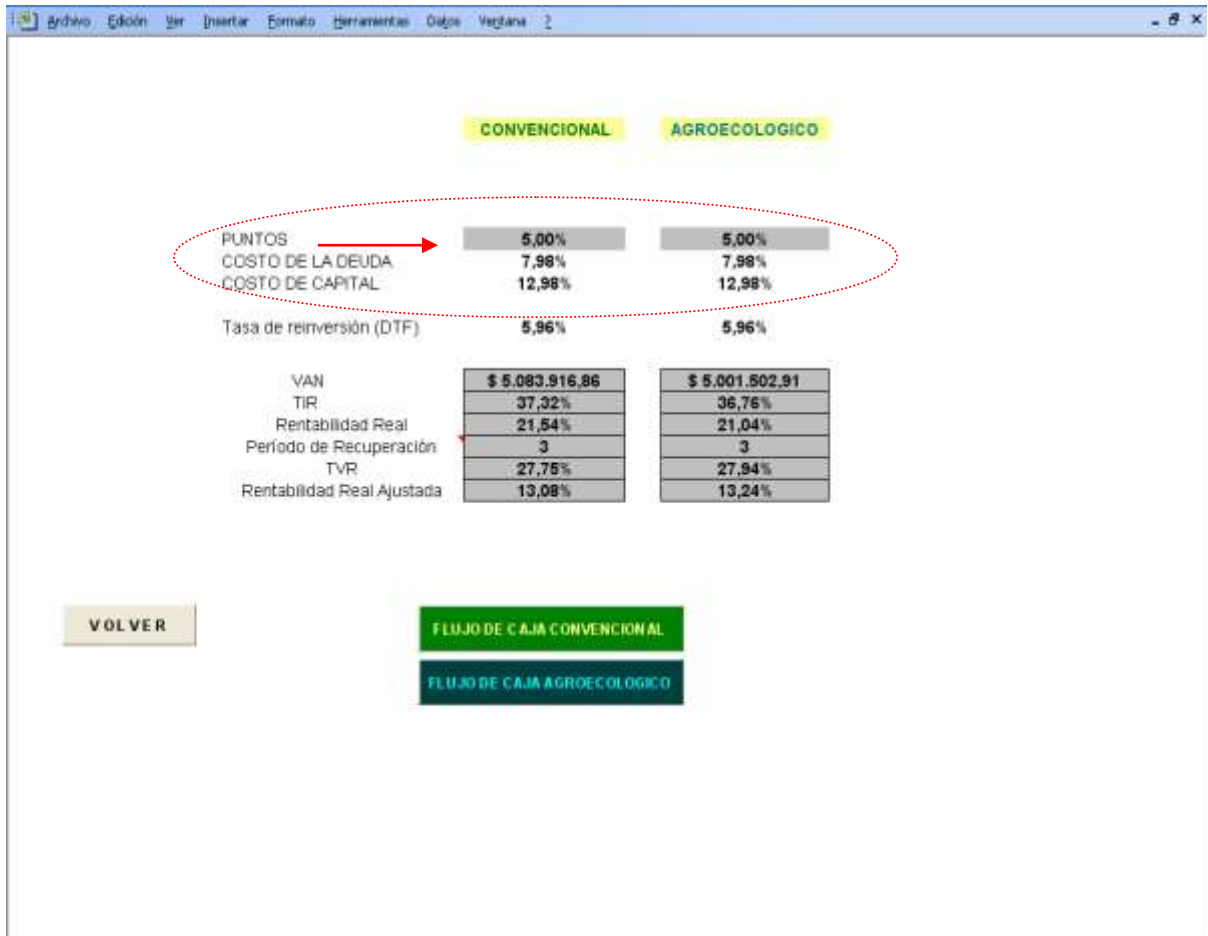 Archivo Edición Ver Insertar Formato Herramientas Datos Ventana ?
CONVENCIONAL AGROECOLOGICO
PUNTOS 5,00% 5,00%
COSTO DE LA DEUDA 7,98% 7,98%
COSTO DE CAPITAL 12,98% 12,98%
Tasa de reinversión (DTF) 5,96% 5,96%
VAN $ 5.083.916,86 $ 5.001.502,91
TIR 37,32% 36,76%
Rentabilidad Real 21,54% 21,04%
Período de Recuperación 3 3
TVR 27,75% 27,94%
Rentabilidad Real Ajustada 13,08% 13,24%
VOLVER
FLUJO DE CAJA CONVENCIONAL
FLUJO DE CAJA AGROECOLOGICO